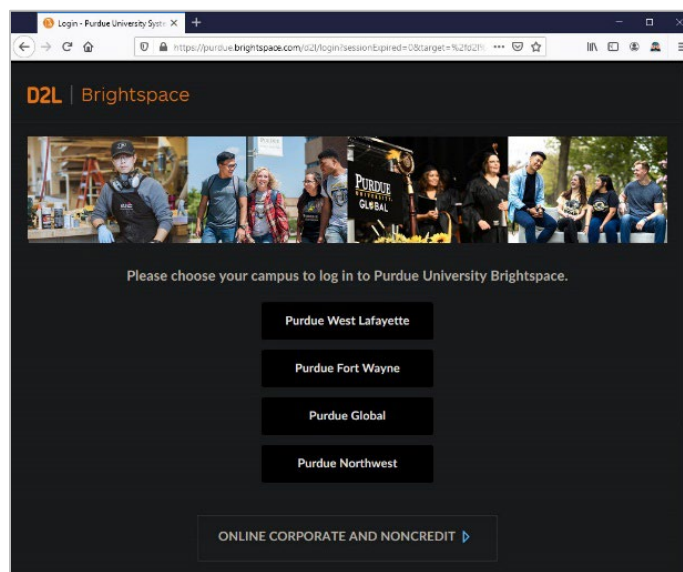 Login - Purdue University Syste
https://purdue.brightspace.com/d2l/login?sessionExpired=0&target=%2fd2l%
D2L | Brightspace
PURDUE
UNIVERSITY
GLOBAL
Please choose your campus to log in to Purdue University Brightspace.
Purdue West Lafayette
Purdue Fort Wayne
Purdue Global
Purdue Northwest
ONLINE CORPORATE AND NONCREDIT